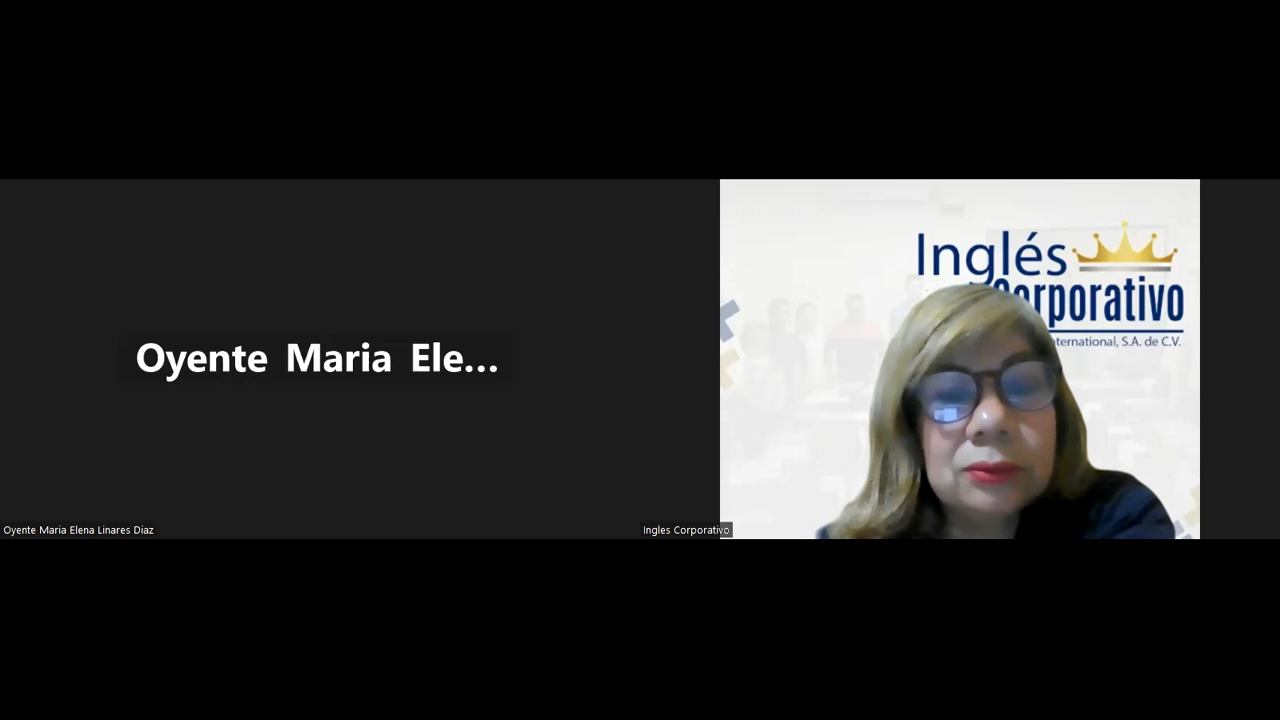 Oyente Maria Ele...
Oyente Maria Elena Linares Diaz
Inglés
Corporativo
International, S.A. de C.V.
Ingles Corporativo